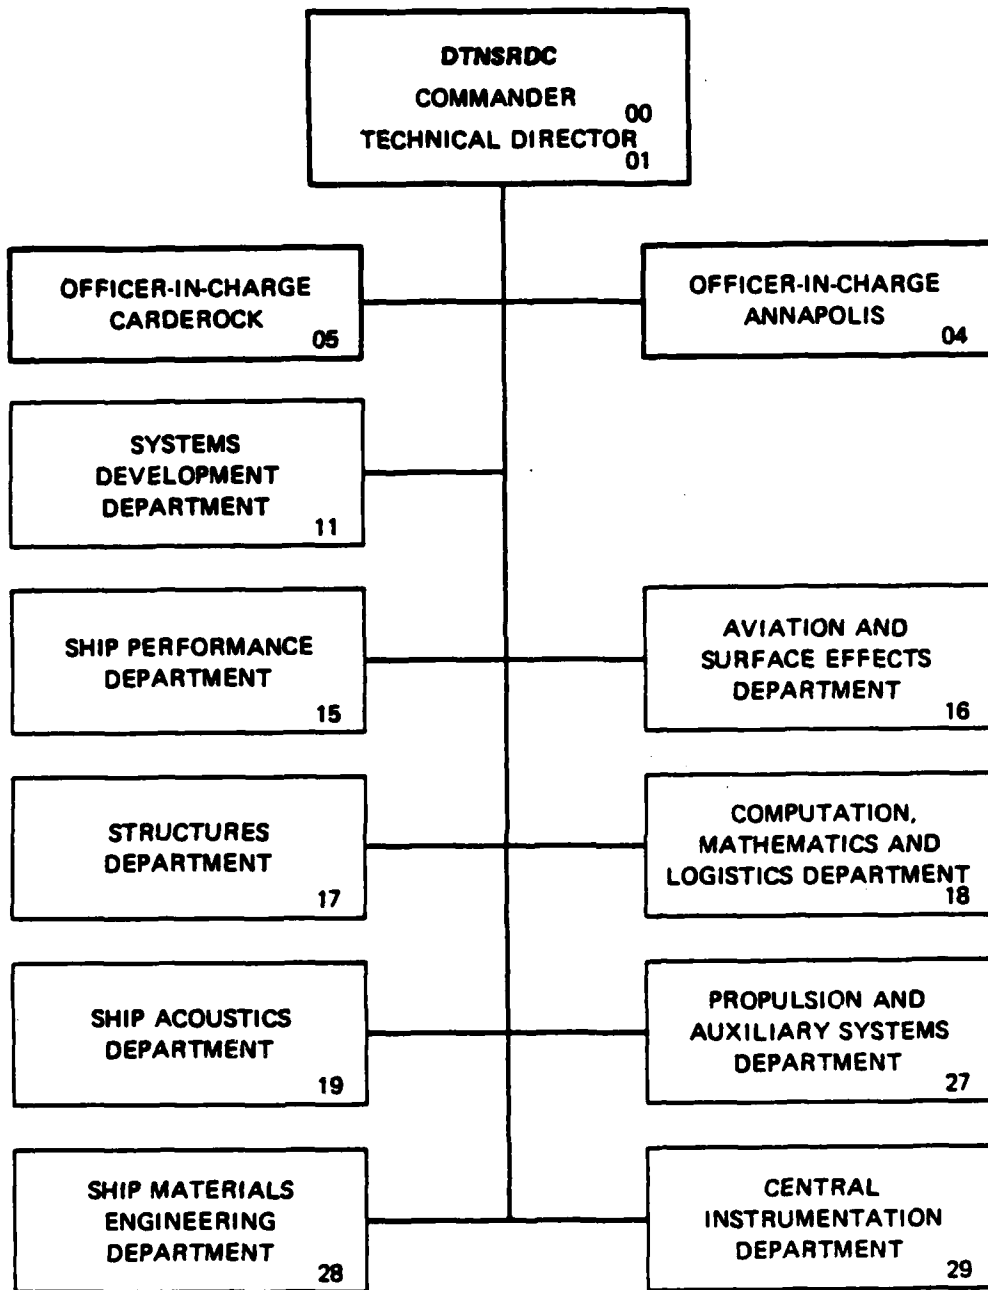 DTNSRDC
COMMANDER
00
TECHNICAL DIRECTOR
01
OFFICER-IN-CHARGE
CARDEROCK
05
OFFICER-IN-CHARGE
ANNAPOLIS
04
SYSTEMS
DEVELOPMENT
DEPARTMENT
11
SHIP PERFORMANCE
DEPARTMENT
15
AVIATION AND
SURFACE EFFECTS
DEPARTMENT
16
STRUCTURES
DEPARTMENT
17
COMPUTATION,
MATHEMATICS AND
LOGISTICS DEPARTMENT
18
SHIP ACOUSTICS
DEPARTMENT
19
PROPULSION AND
AUXILIARY SYSTEMS
DEPARTMENT
27
SHIP MATERIALS
ENGINEERING
DEPARTMENT
28
CENTRAL
INSTRUMENTATION
DEPARTMENT
29